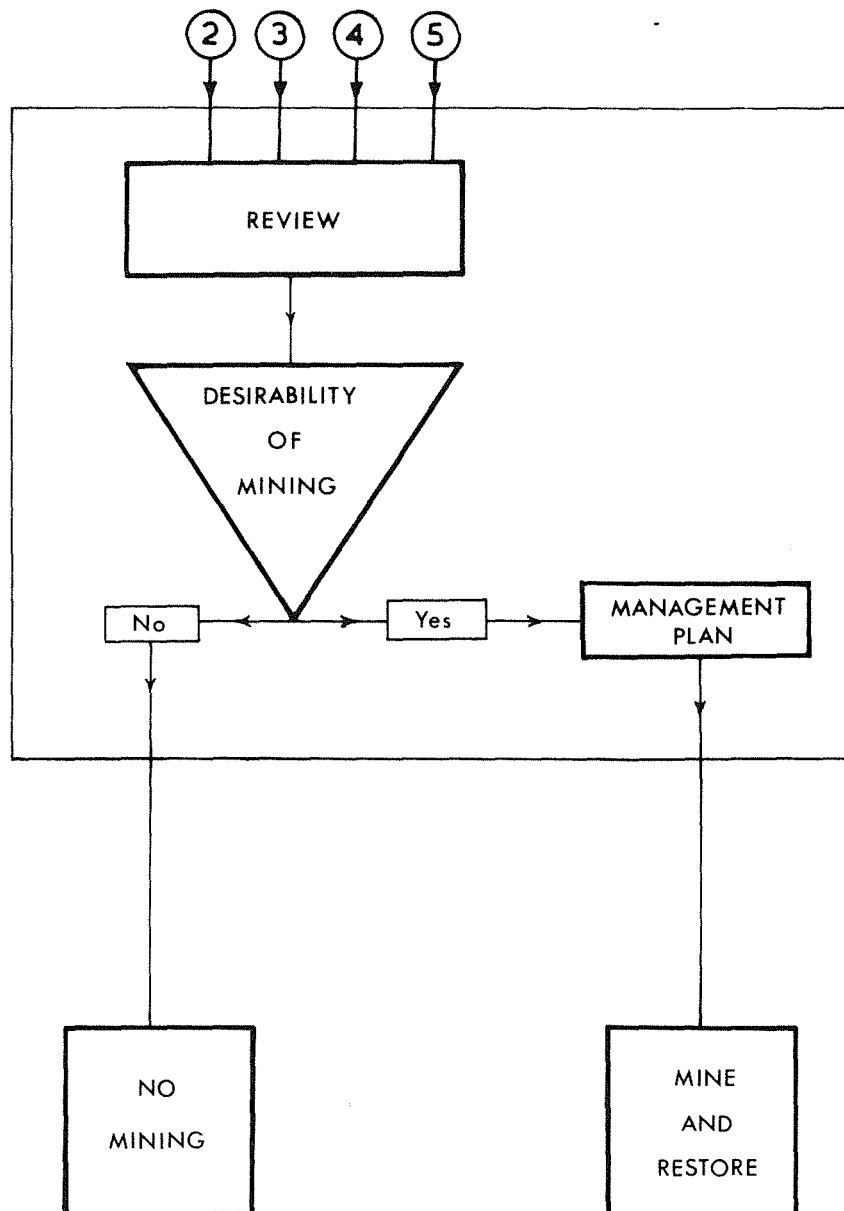 2 3 4 5
REVIEW
DESIRABILITY
OF
MINING
No
Yes
MANAGEMENT
PLAN
NO
MINING
MINE
AND
RESTORE